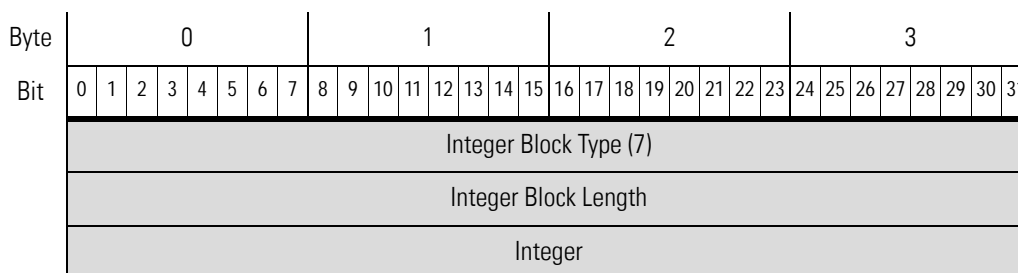 Byte 0 1 2 3
Bit 0 1 2 3 4 5 6 7 8 9 10 11 12 13 14 15 16 17 18 19 20 21 22 23 24 25 26 27 28 29 30 31
Integer Block Type (7)
Integer Block Length
Integer